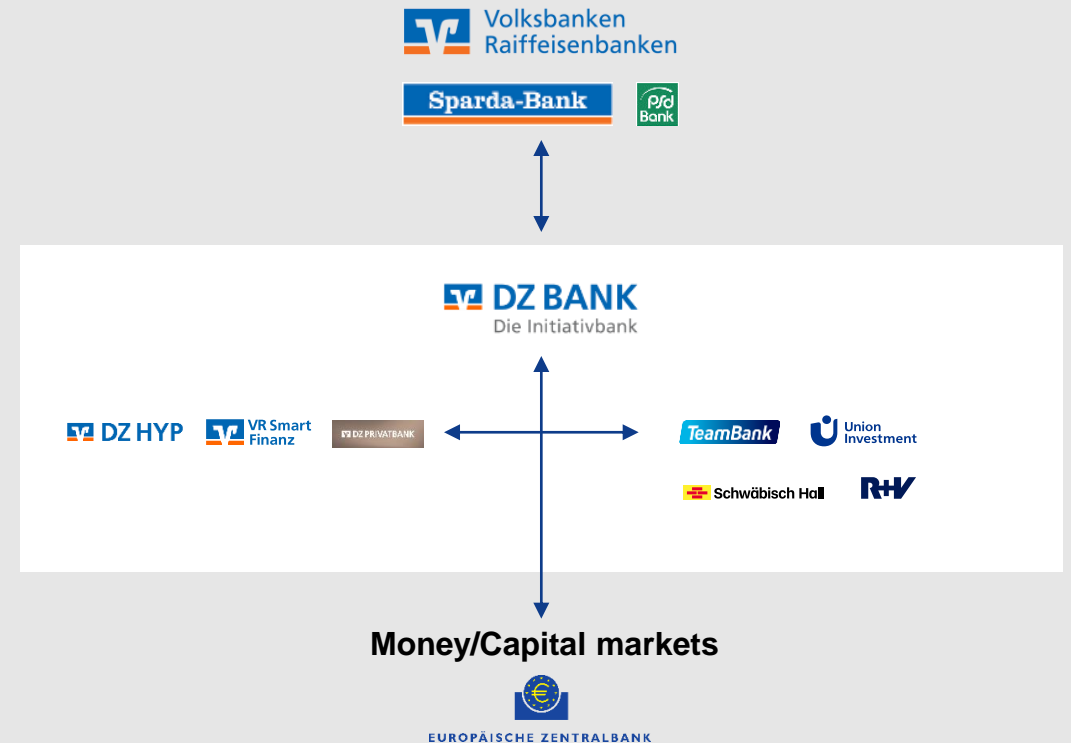 Volksbanken
Raiffeisenbanken
Sparda-Bank
psd
Bank
DZ BANK
Die Initiativbank
DZ HYP
VR Smart
Finanz
DZ PRIVATBANK
TeamBank
Union
Investment
Schwäbisch Hall
R+V
Money/Capital markets
€
EUROPÄISCHE ZENTRALBANK